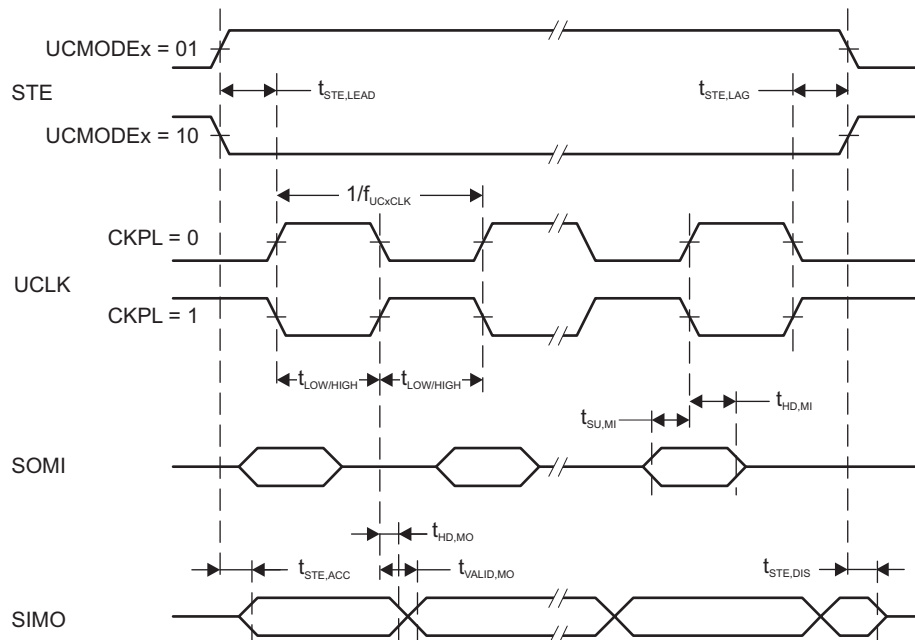 UCMODEx = 01
STE
t_STE,LEAD
t_STE,LAG
UCMODEx = 10
1/f_UCxCLK
CKPL = 0
UCLK
CKPL = 1
t_LOW/HIGH t_LOW/HIGH
t_HD,MI
t_SU,MI
SOMI
t_HD,MO
t_STE,ACC
t_VALID,MO
t_STE,DIS
SIMO